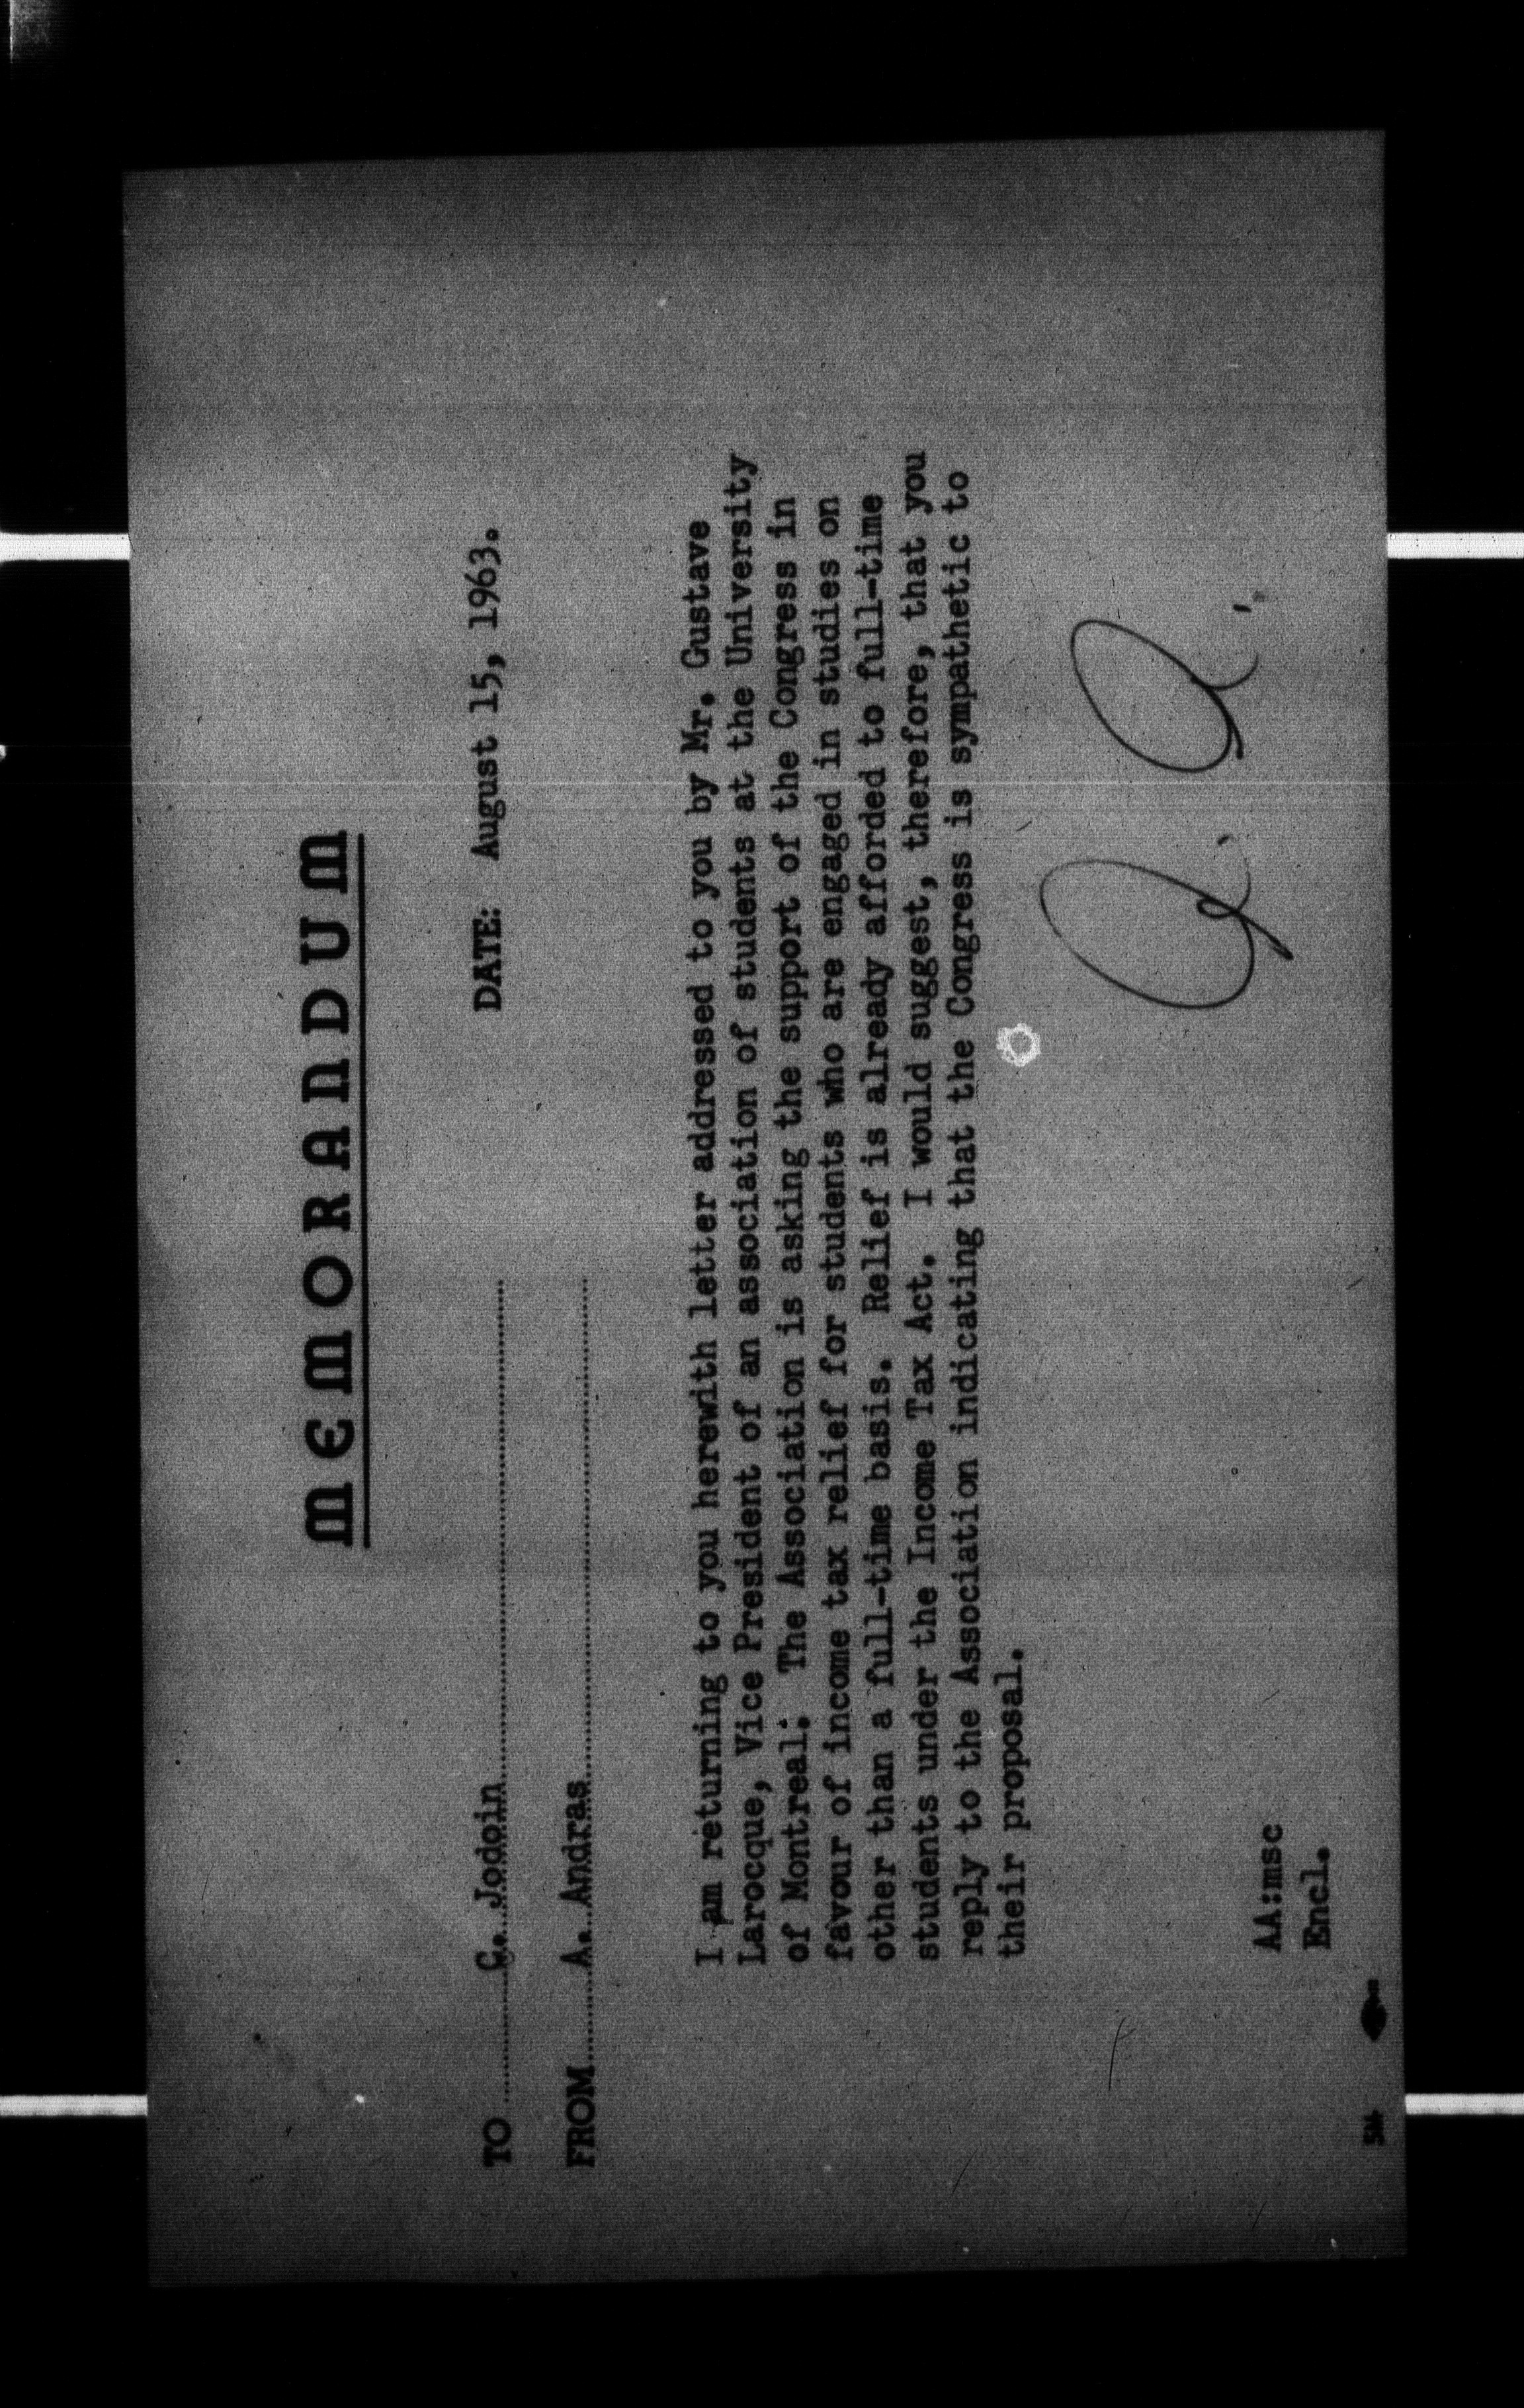 MEMORANDUM
DATE: August 15, 1963.
TO C. Jodoin
FROM A. Andras
I am returning to you herewith letter addressed to you by Mr. Gustave
Larocque, Vice President of an association of students at the University
of Montreal. The Association is asking the support of the Congress in
favour of income tax relief for students who are engaged in studies on
other than a full-time basis. Relief is already afforded to full-time
students under the Income Tax Act. I would suggest, therefore, that you
reply to the Association indicating that the Congress is sympathetic to
their proposal.
A. A.
AA:msc
Encl.